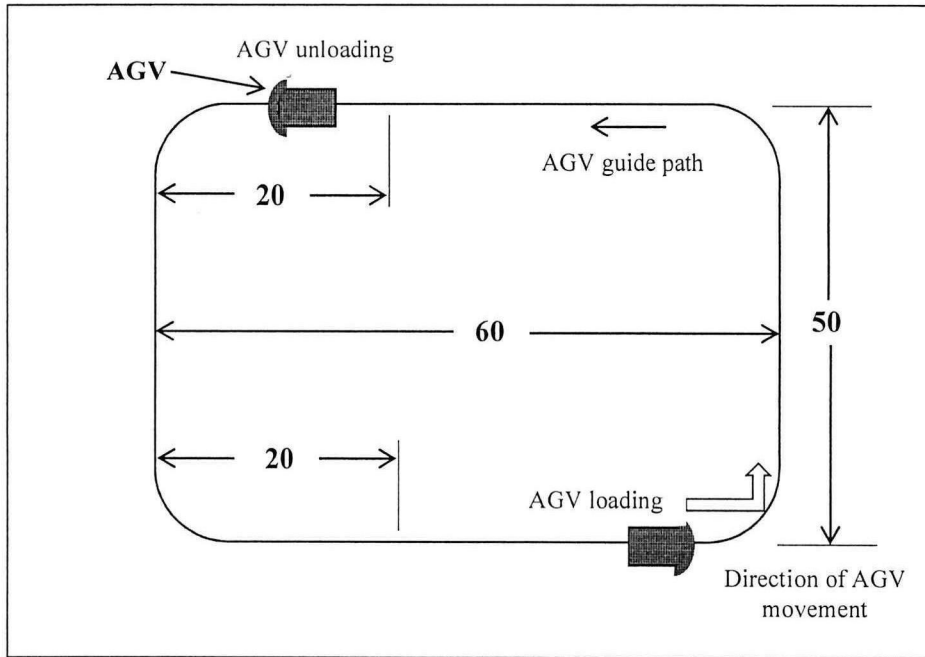 AGV unloading
AGV
AGV guide path
20
60
50
20
AGV loading
Direction of AGV
movement